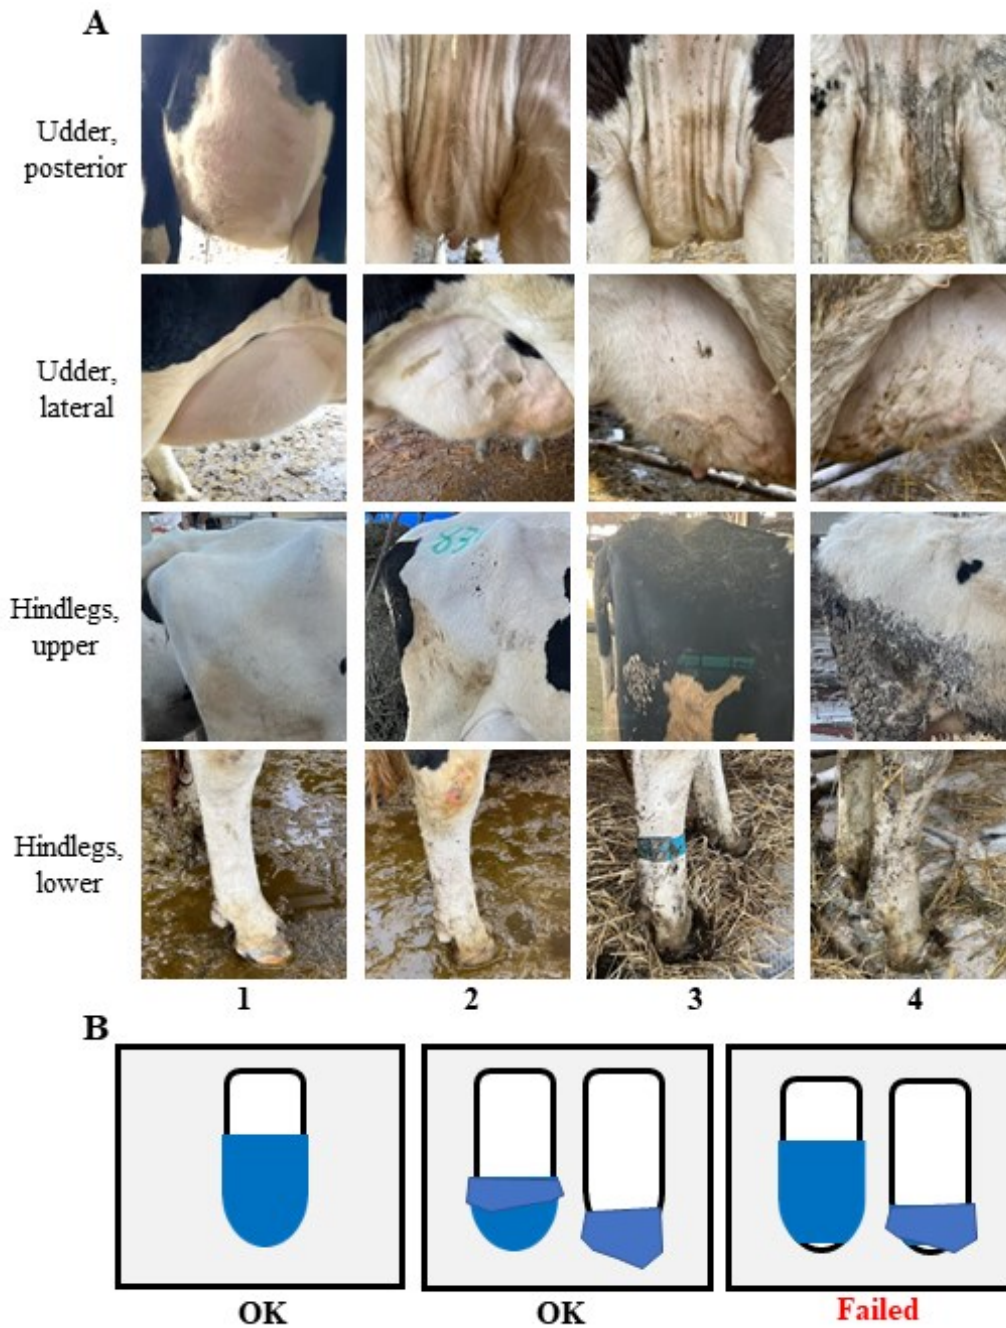 A
Udder,
posterior
Udder,
lateral
Hindlegs,
upper
Hindlegs,
lower
1 2 3 4
B
OK OK Failed